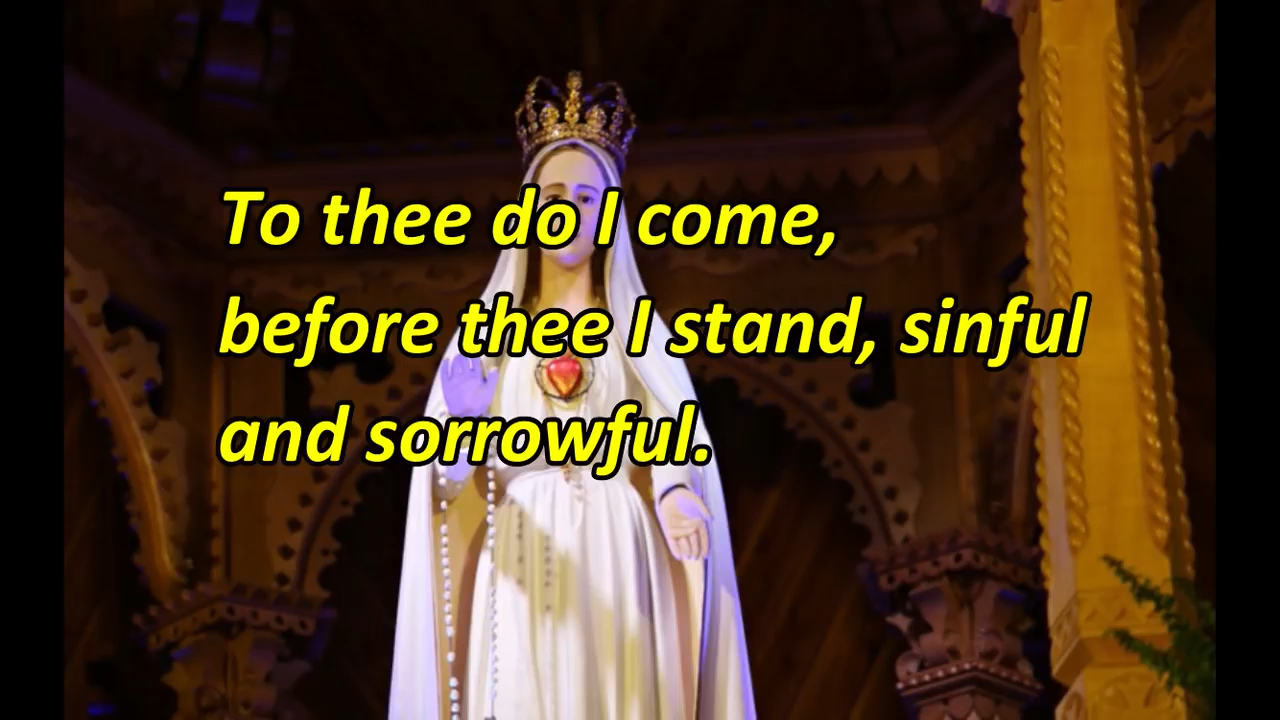 To thee do I come,
before thee I stand, sinful
and sorrowful.